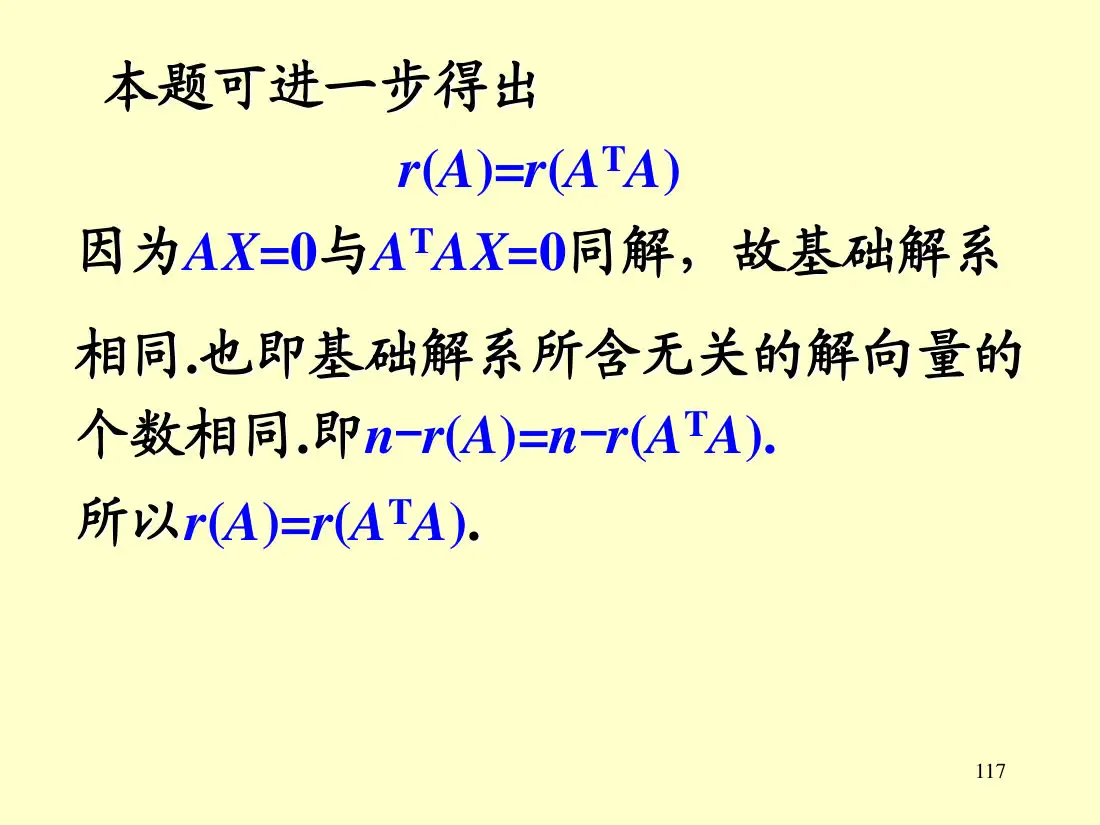 本题可进一步得出
r(A)=r(AᵀA)
因为AX=0与AᵀAX=0同解，故基础解系
相同.也即基础解系所含无关的解向量的
个数相同.即n-r(A)=n-r(AᵀA).
所以r(A)=r(AᵀA).
117